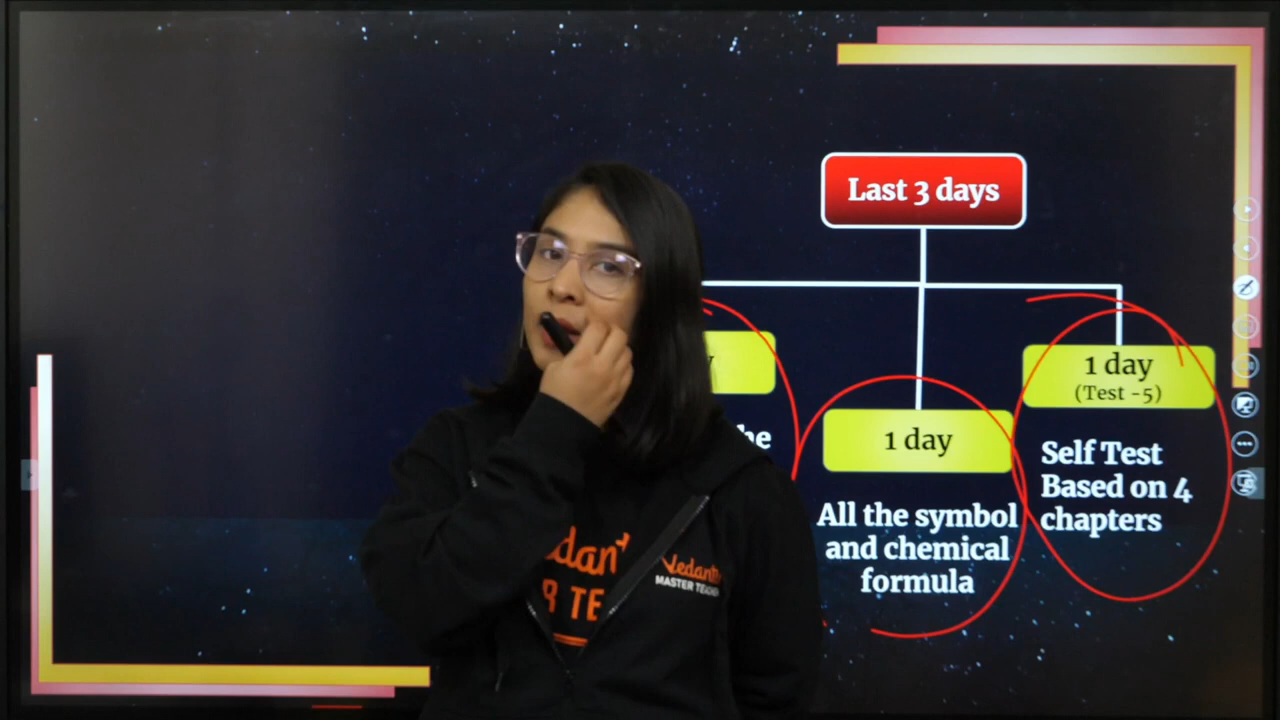 Last 3 days
1 day
(Test -5)
1 day
Self Test
Based on 4
chapters
All the symbol
and chemical
formula
Vedantu
MASTER TEACHER